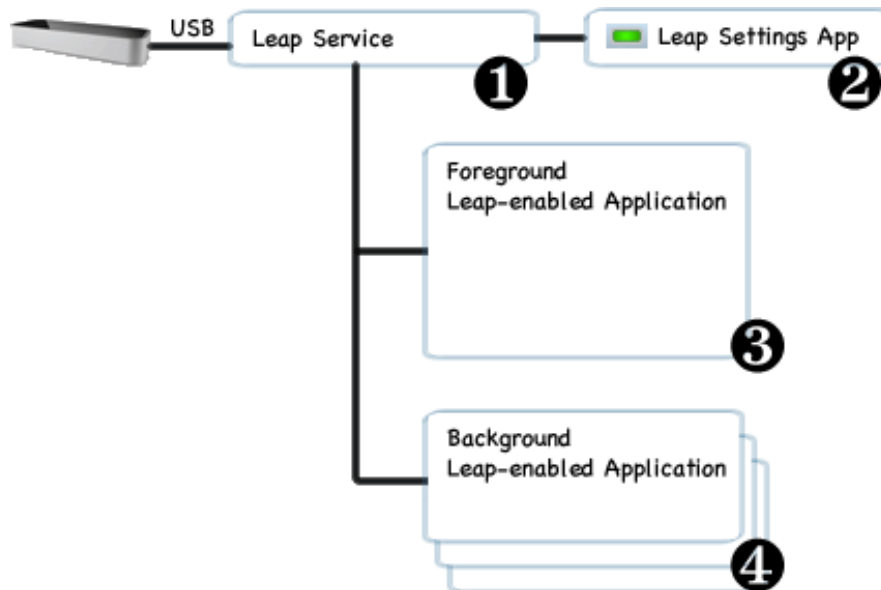 USB
Leap Service
Leap Settings App
1
2
Foreground
Leap-enabled Application
3
Background
Leap-enabled Application
4